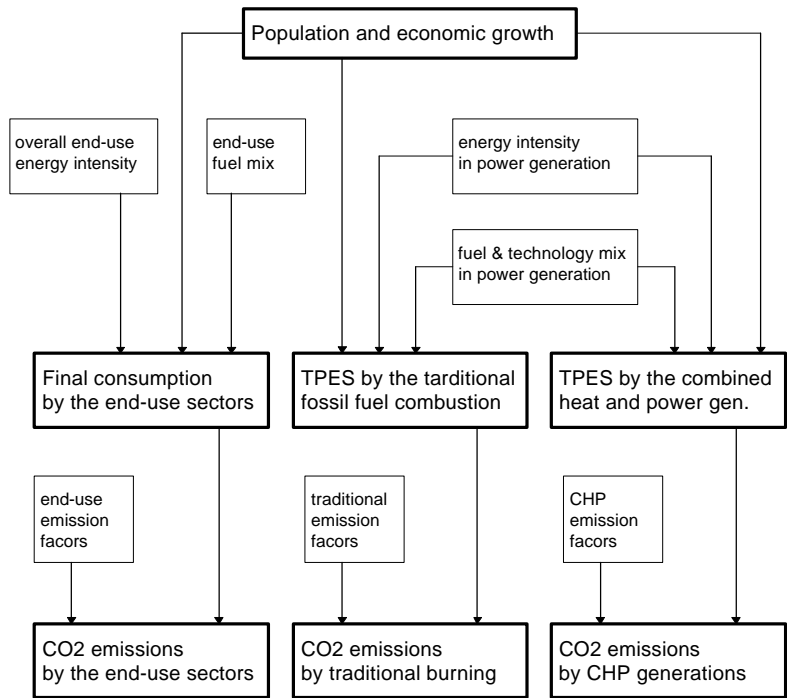 Population and economic growth
overall end-use
energy intensity
end-use
fuel mix
energy intensity
in power generation
fuel & technology mix
in power generation
Final consumption
by the end-use sectors
TPES by the tarditional
fossil fuel combustion
TPES by the combined
heat and power gen.
end-use
emission
facors
traditional
emission
facors
CHP
emission
facors
CO2 emissions
by the end-use sectors
CO2 emissions
by traditional burning
CO2 emissions
by CHP generations